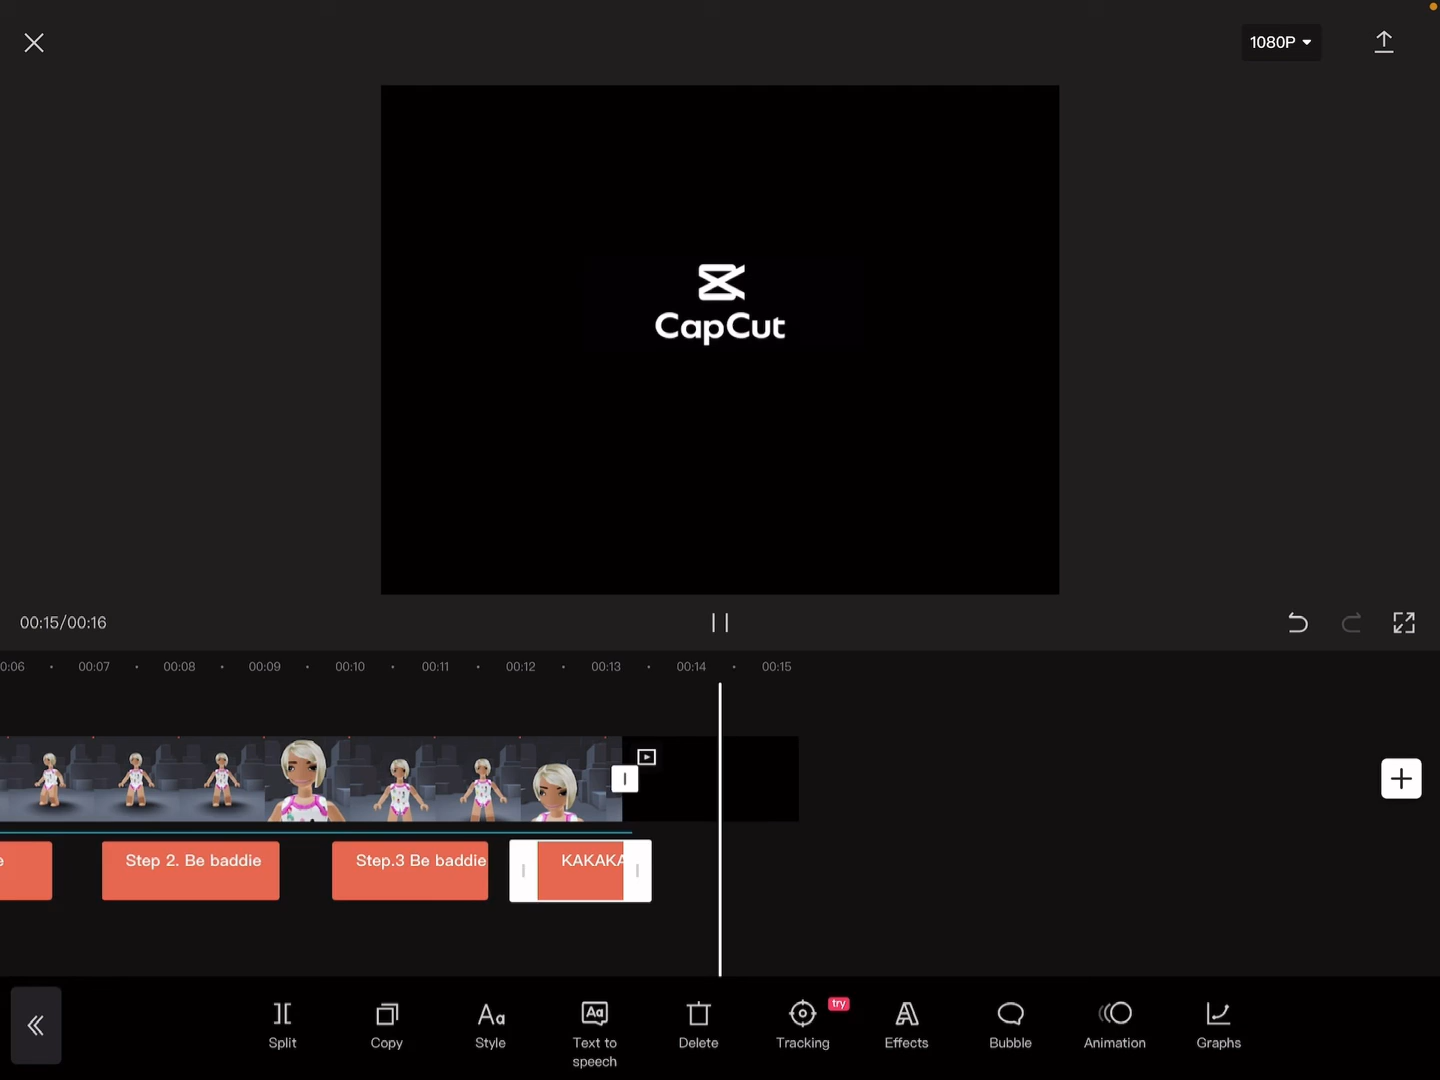 1080P
CapCut
00:15/00:16
0:06 00:07 00:08 00:09 00:10 00:11 00:12 00:13 00:14 00:15
e
Step 2. Be baddie
Step.3 Be baddie
KAKAKA
Split
Copy
Aa
Style
Aa
Text to
speech
Delete
try
Tracking
Effects
Bubble
Animation
Graphs